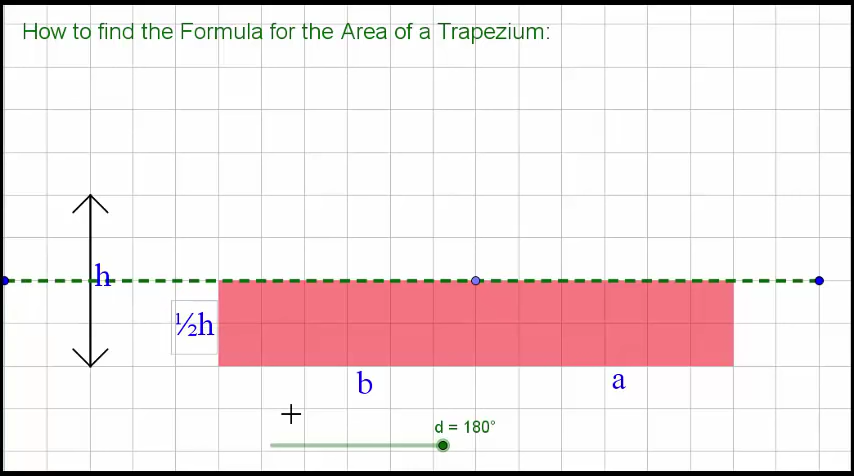 How to find the Formula for the Area of a Trapezium:
h
½h
b
a
d = 180°